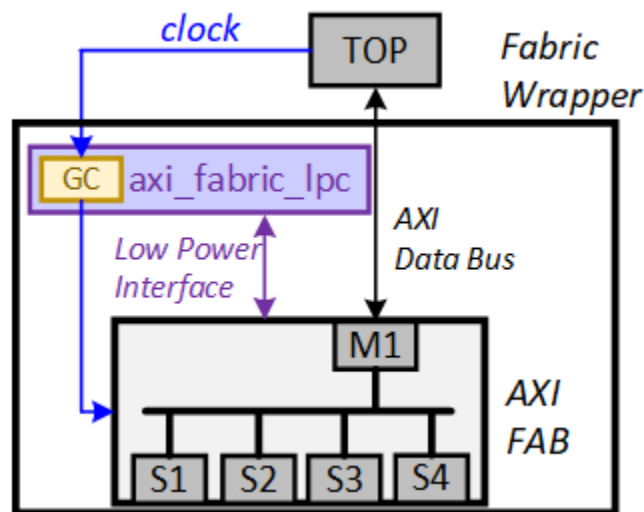 clock
TOP
Fabric
Wrapper
GC
axi_fabric_lpc
Low Power
Interface
AXI
Data Bus
M1
AXI
FAB
S1
S2
S3
S4